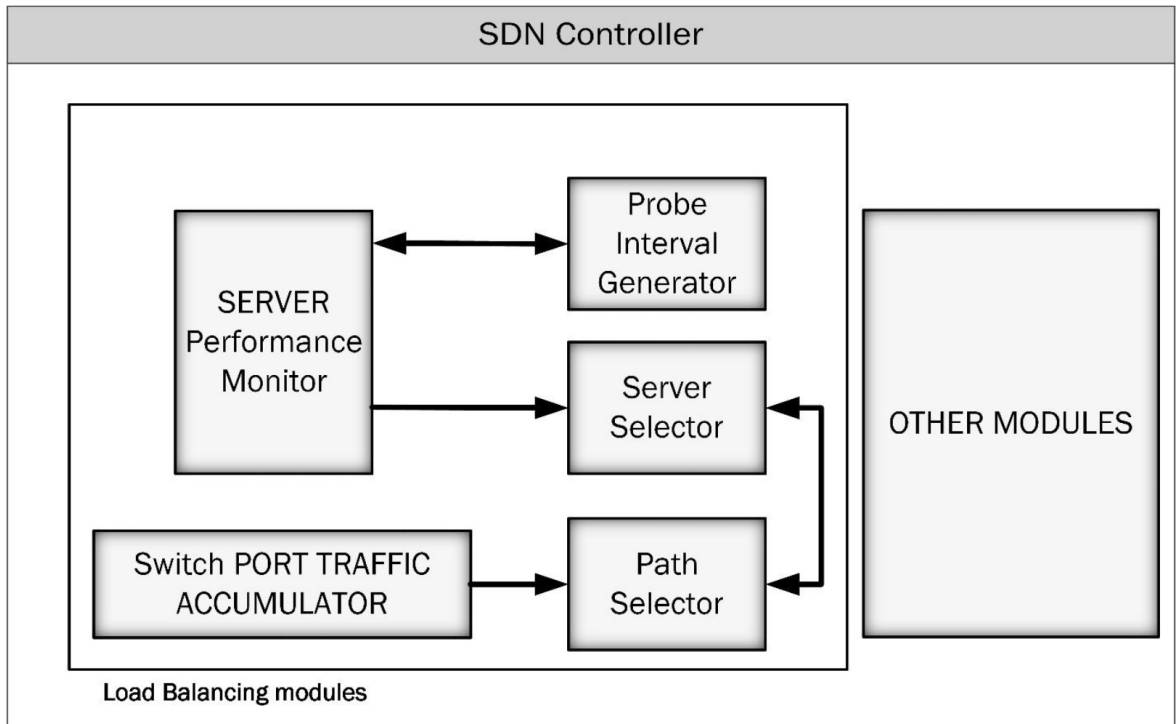 SDN Controller
SERVER
Performance
Monitor
Probe
Interval
Generator
Server
Selector
Switch PORT TRAFFIC
ACCUMULATOR
Path
Selector
OTHER MODULES
Load Balancing modules